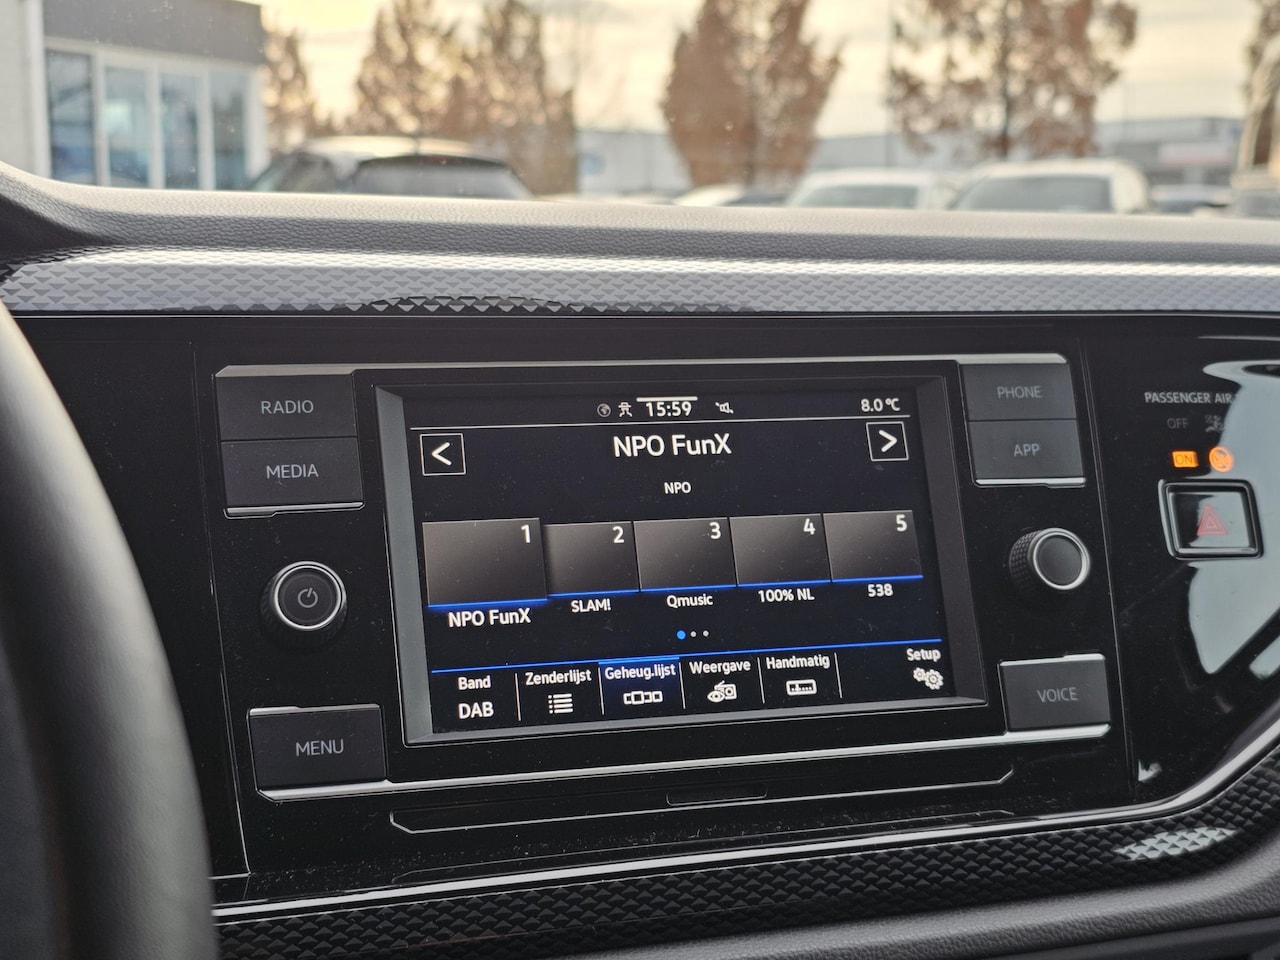 RADIO
MEDIA
MENU
15:59
8.0°C
<
NPO FunX
>
NPO
1
2
3
4
5
NPO FunX
SLAM!
Qmusic
100% NL
538
Band
DAB
Zenderlijst
Geheug.lijst
Weergave
Handmatig
Setup
PHONE
APP
VOICE
PASSENGER AIR
OFF
ON